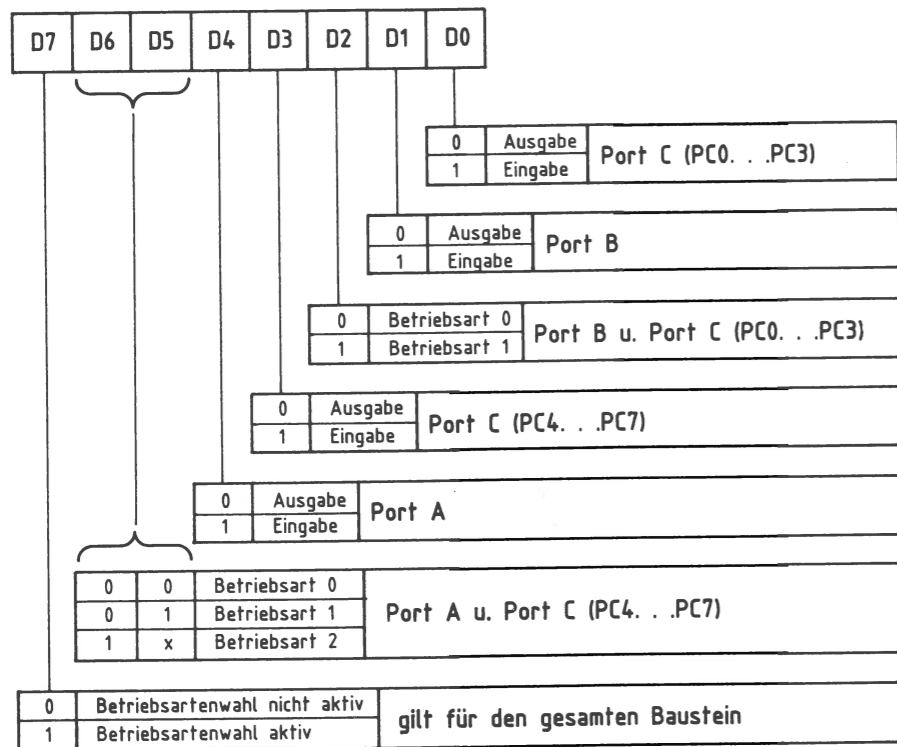 D7 D6 D5 D4 D3 D2 D1 D0
0 Ausgabe
1 Eingabe
Port C (PC0. . .PC3)
0 Ausgabe
1 Eingabe
Port B
0 Betriebsart 0
1 Betriebsart 1
Port B u. Port C (PC0. . .PC3)
0 Ausgabe
1 Eingabe
Port C (PC4. . .PC7)
0 Ausgabe
1 Eingabe
Port A
0 0 Betriebsart 0
0 1 Betriebsart 1
1 x Betriebsart 2
Port A u. Port C (PC4. . .PC7)
0 Betriebsartenwahl nicht aktiv
1 Betriebsartenwahl aktiv
gilt für den gesamten Baustein